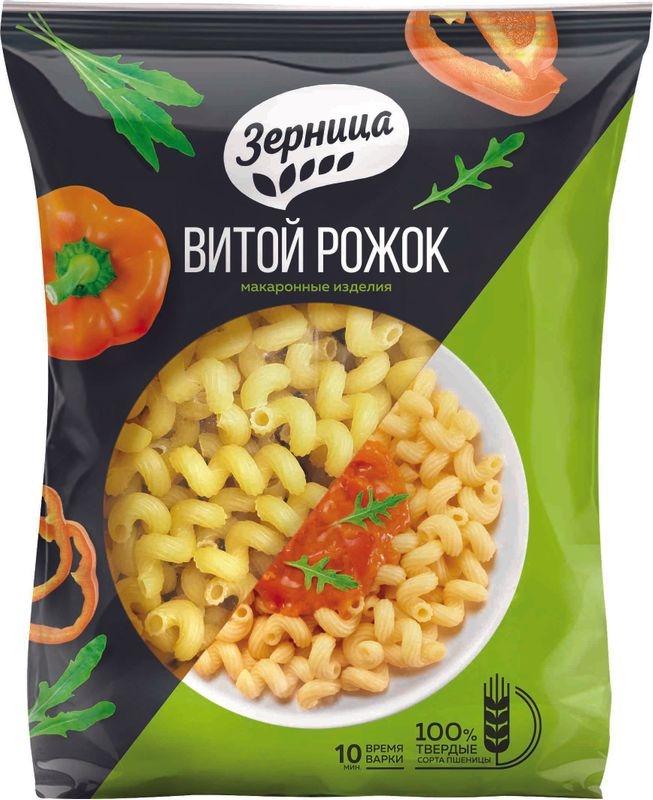 Зерница
ВИТОЙ РОЖОК
макаронные изделия
10 МИН. ВРЕМЯ ВАРКИ
100% ТВЕРДЫЕ СОРТА ПШЕНИЦЫ